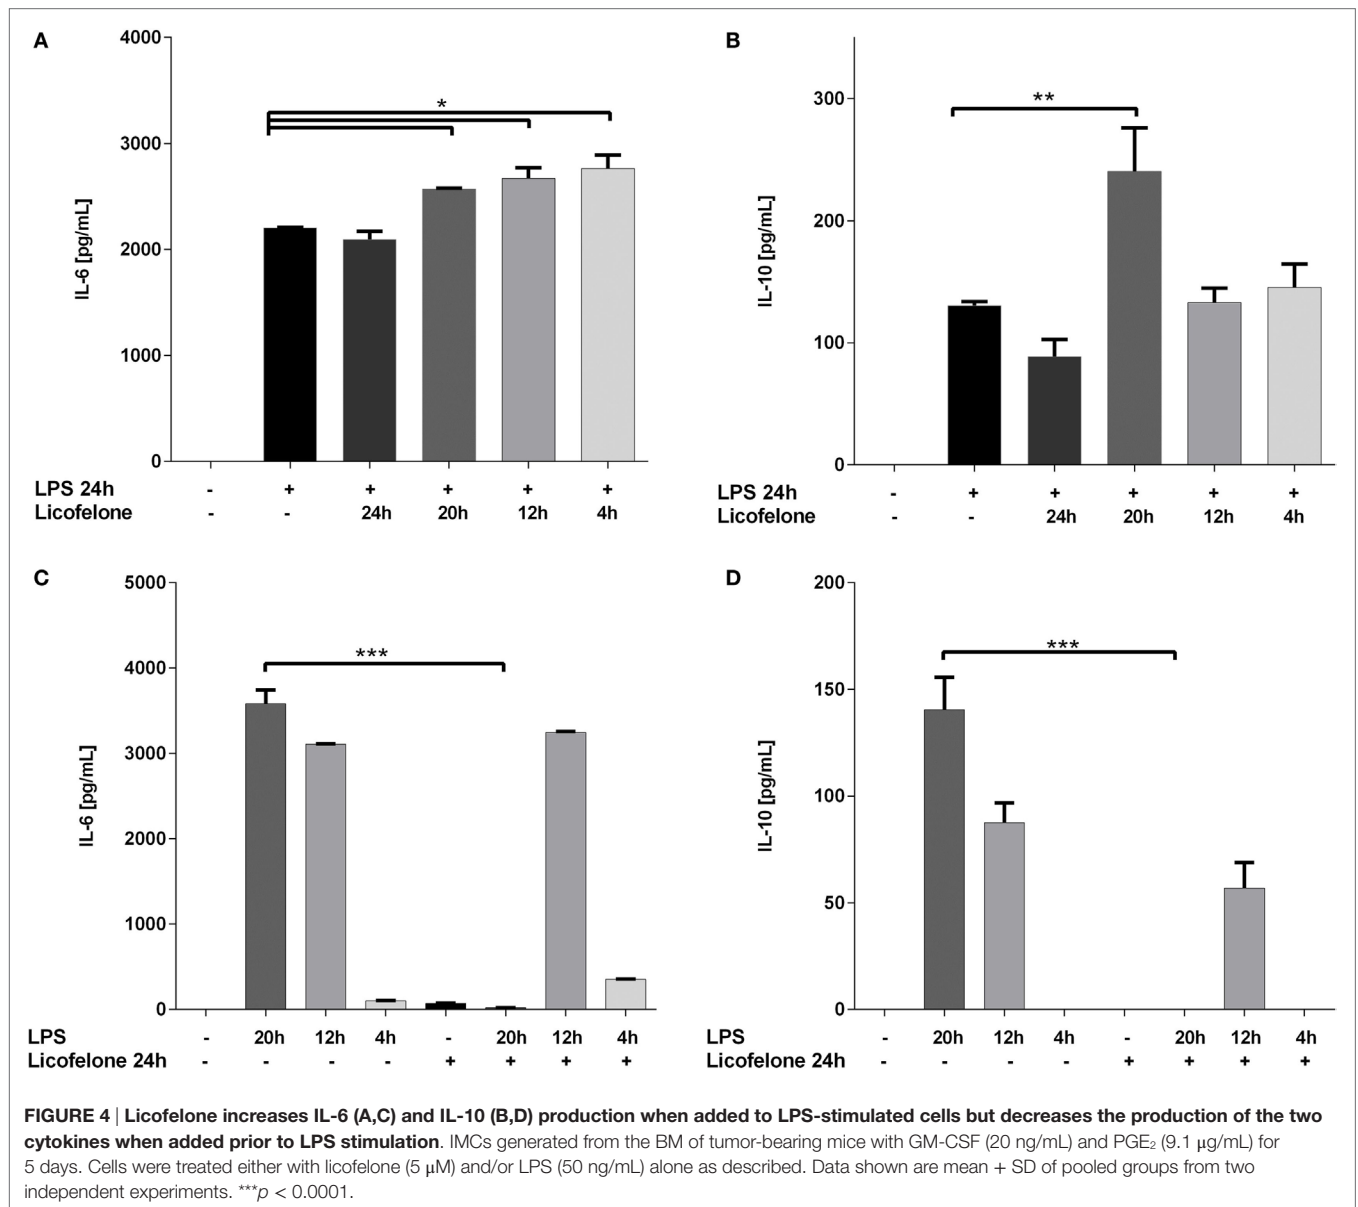 A
4000
*
3000
2000
1000
0
IL-6 [pg/mL]
LPS 24h - + + + + +
Licofelone - - 24h 20h 12h 4h
B
300
**
200
100
0
IL-10 [pg/mL]
LPS 24h - + + + + +
Licofelone - - 24h 20h 12h 4h
C
5000
4000
***
3000
2000
1000
0
IL-6 [pg/mL]
LPS - 20h 12h 4h - 20h 12h 4h
Licofelone 24h - - - - + + + +
D
200
***
150
100
50
0
IL-10 [pg/mL]
LPS - 20h 12h 4h - 20h 12h 4h
Licofelone 24h - - - - + + + +
FIGURE 4 | Licofelone increases IL-6 (A,C) and IL-10 (B,D) production when added to LPS-stimulated cells but decreases the production of the two
cytokines when added prior to LPS stimulation. IMCs generated from the BM of tumor-bearing mice with GM-CSF (20 ng/mL) and PGE₂ (9.1 μg/mL) for
5 days. Cells were treated either with licofelone (5 μM) and/or LPS (50 ng/mL) alone as described. Data shown are mean + SD of pooled groups from two
independent experiments. ***p < 0.0001.